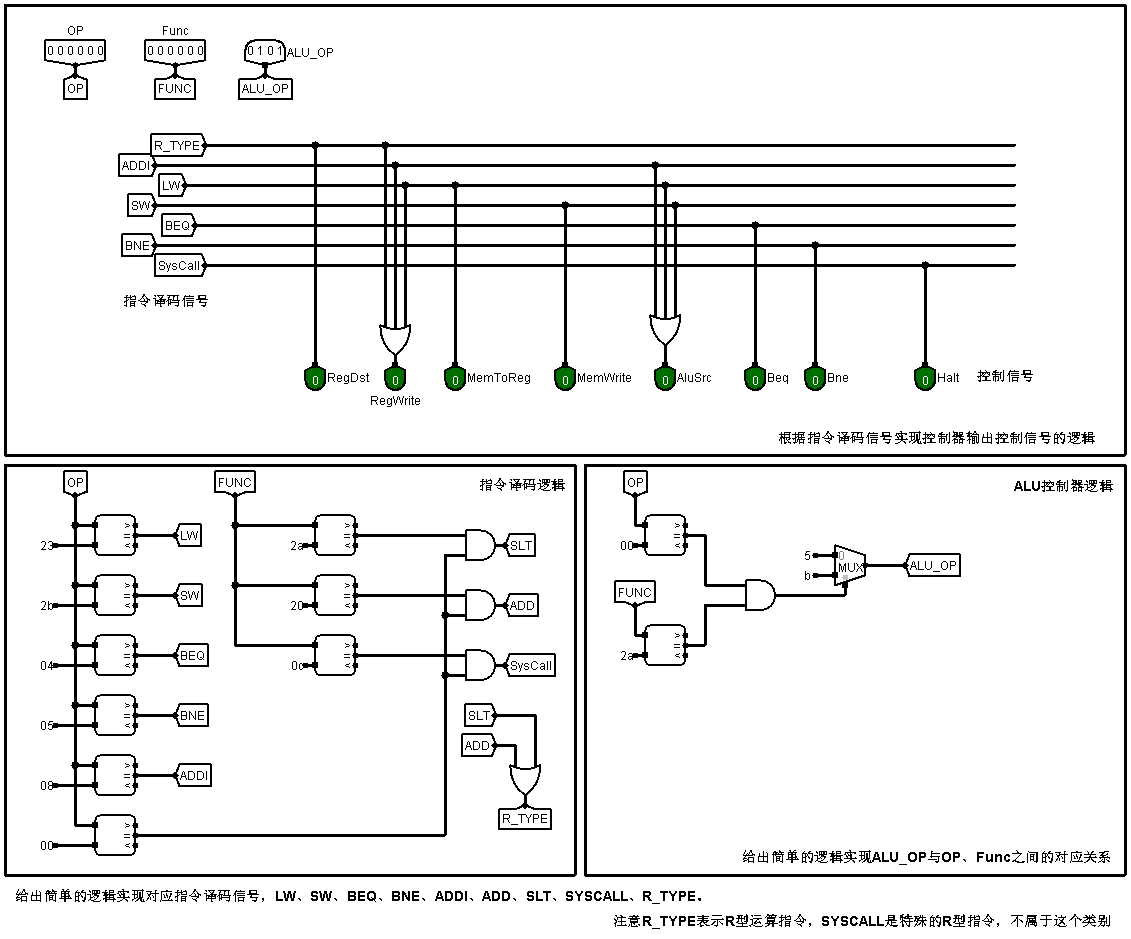 OP Func
000000 000000 0101 ALU_OP
OP FUNC ALU_OP
R_TYPE
ADDI
LW
SW
BEQ
BNE
SysCall
指令译码信号
0 RegDst 0 0 MemToReg 0 MemWrite 0 AluSrc 0 Beq 0 Bne 0 Halt 控制信号
RegWrite
根据指令译码信号实现控制器输出控制信号的逻辑
OP FUNC 指令译码逻辑
> = <
23 LW
> = <
2b SW
> = <
04 BEQ
> = <
05 BNE
> = <
08 ADDI
> = <
00
> = <
2a SLT
> = <
20 ADD
> = <
0c SysCall
SLT
ADD
R_TYPE
OP ALU控制器逻辑
> = <
00
FUNC
> = <
2a
5 0
b MUX ALU_OP
给出简单的逻辑实现ALU_OP与OP、Func之间的对应关系
给出简单的逻辑实现对应指令译码信号，LW、SW、BEQ、BNE、ADDI、ADD、SLT、SYSCALL、R_TYPE。
注意R_TYPE表示R型运算指令，SYSCALL是特殊的R型指令，不属于这个类别